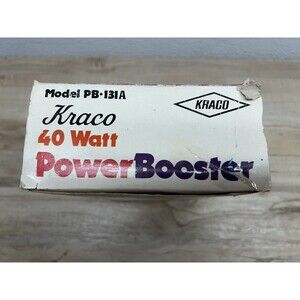 Model PB-131A
KRACO
Kraco
40 Watt
PowerBooster